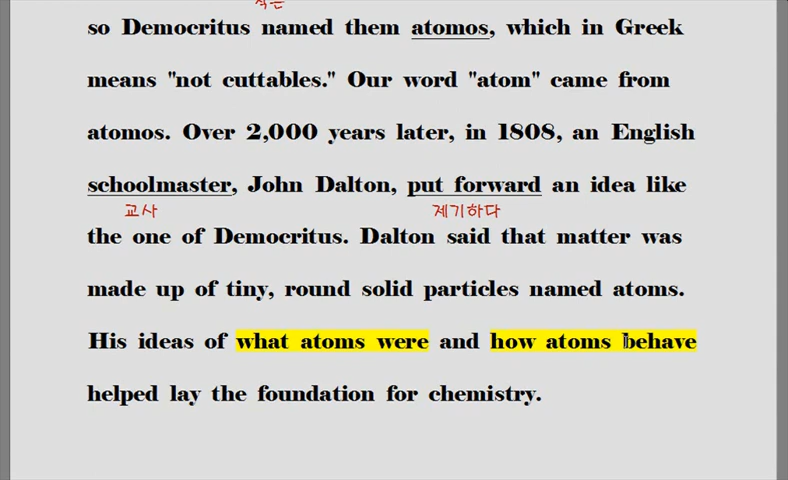 작은
so Democritus named them atomos, which in Greek
means "not cuttables." Our word "atom" came from
atomos. Over 2,000 years later, in 1808, an English
schoolmaster, John Dalton, put forward an idea like
교사 제기하다
the one of Democritus. Dalton said that matter was
made up of tiny, round solid particles named atoms.
His ideas of what atoms were and how atoms behave
helped lay the foundation for chemistry.